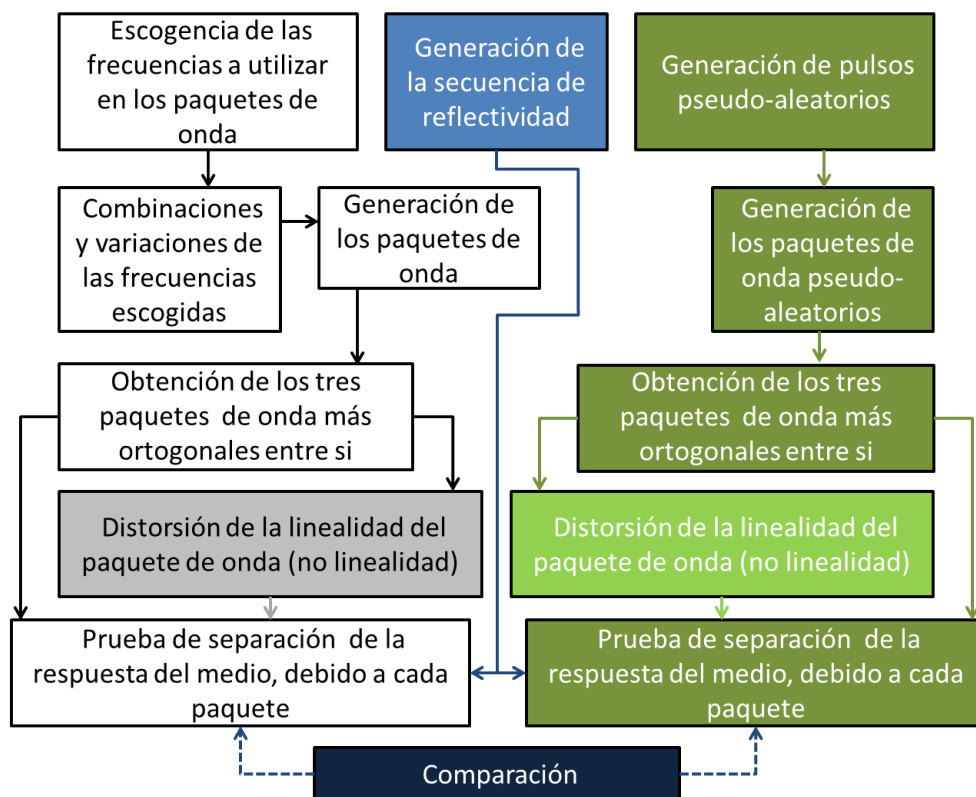 Escogencia de las
frecuencias a utilizar
en los paquetes de
onda
Generación de
la secuencia de
reflectividad
Generación de pulsos
pseudo-aleatorios
Combinaciones
y variaciones de
las frecuencias
escogidas
Generación de
los paquetes de
onda
Generación de
los paquetes de
onda pseudo-
aleatorios
Obtención de los tres
paquetes de onda más
ortogonales entre si
Obtención de los tres
paquetes de onda más
ortogonales entre si
Distorsión de la linealidad del
paquete de onda (no linealidad)
Distorsión de la linealidad del
paquete de onda (no linealidad)
Prueba de separación de la
respuesta del medio, debido a cada
paquete
Prueba de separación de la
respuesta del medio, debido a cada
paquete
Comparación